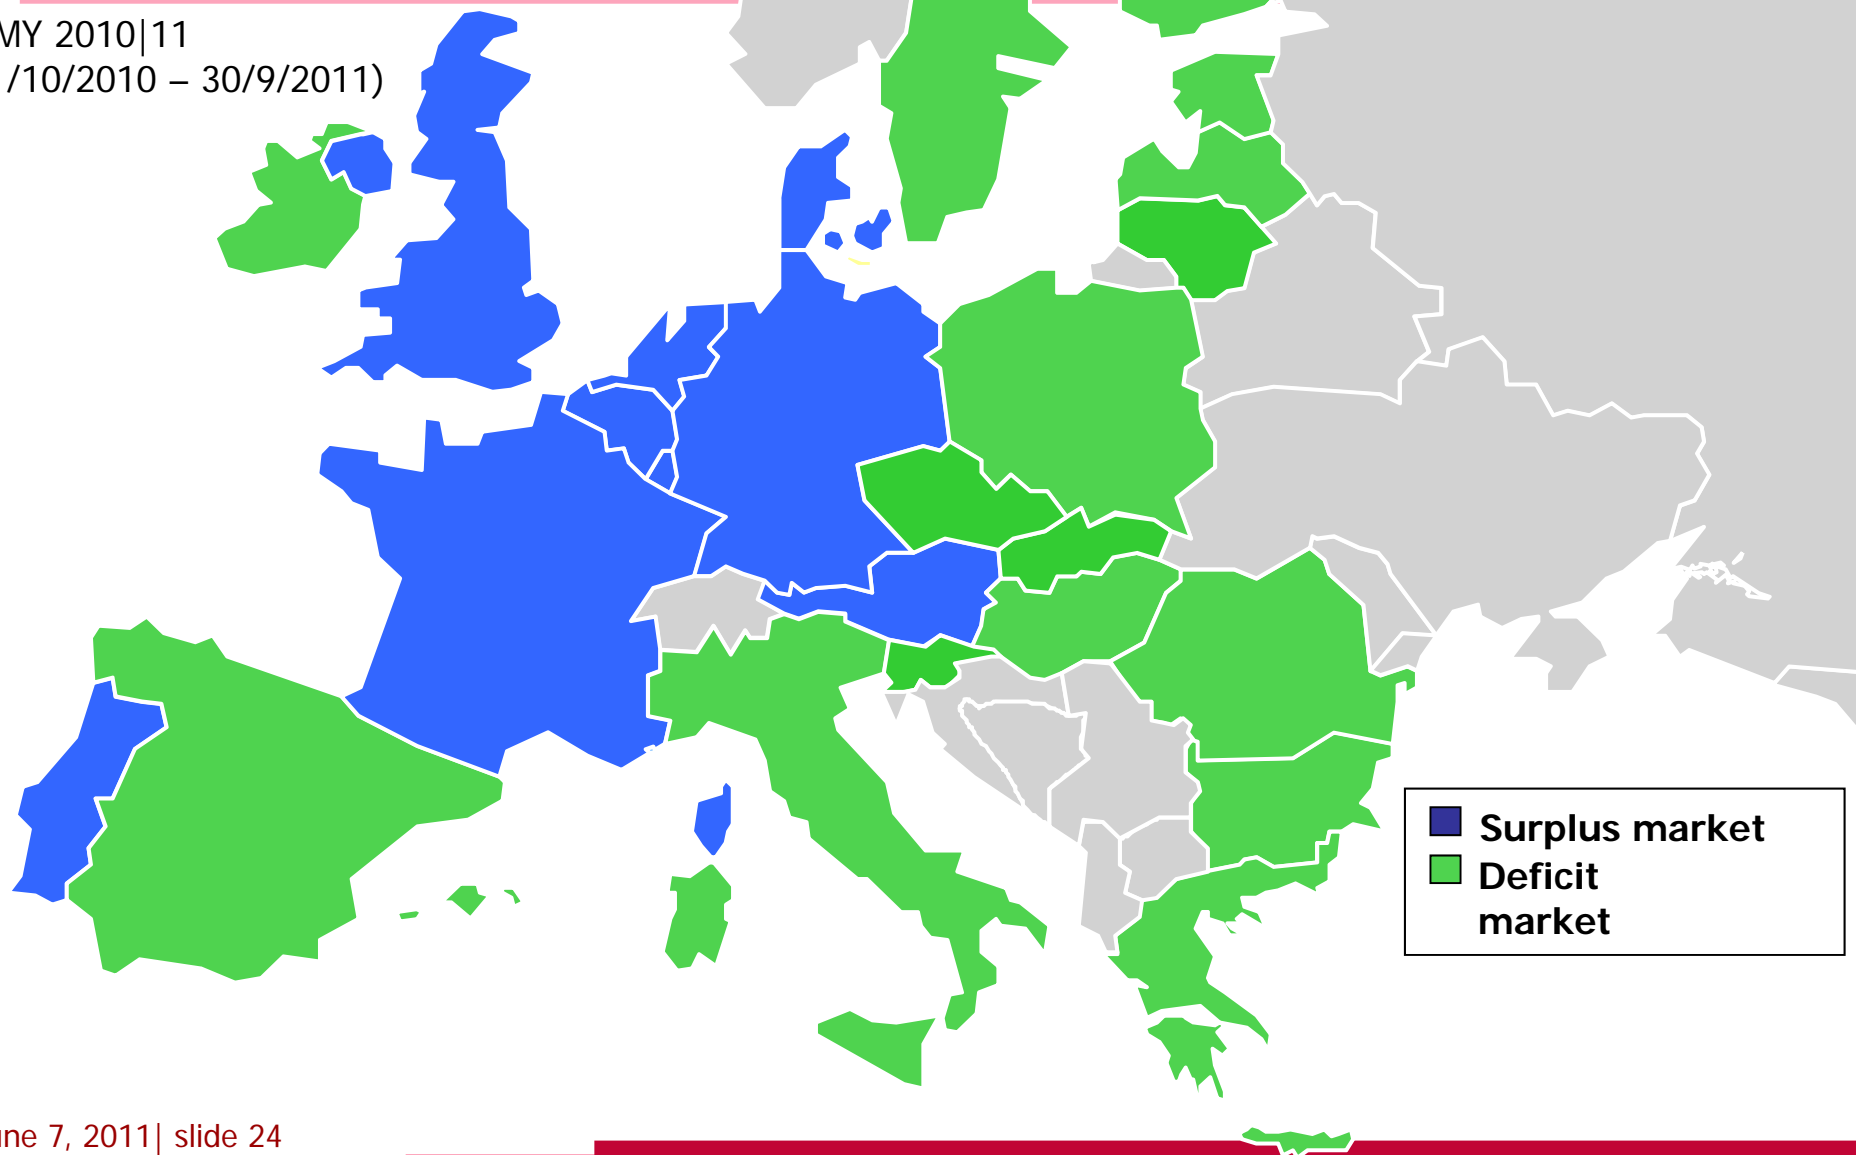 MY 2010|11
/10/2010 – 30/9/2011)
Surplus market
Deficit
market
une 7, 2011| slide 24